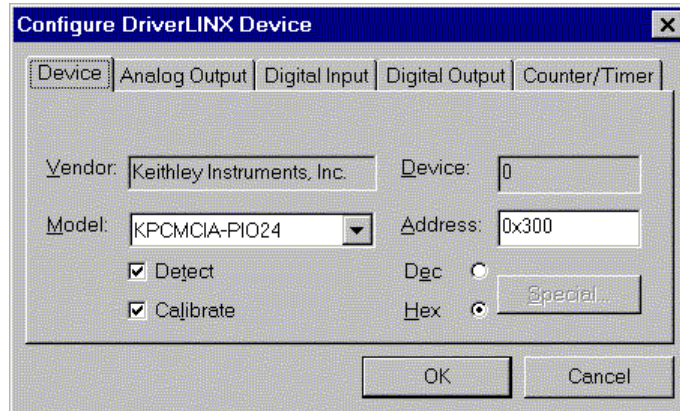 Configure DriverLINX Device
Device Analog Output Digital Input Digital Output Counter/Timer
Vendor: Keithley Instruments, Inc. Device: 0
Model: KPCMCIA-PIO24 Address: 0x300
Detect Dec
Calibrate Hex Special...
OK Cancel